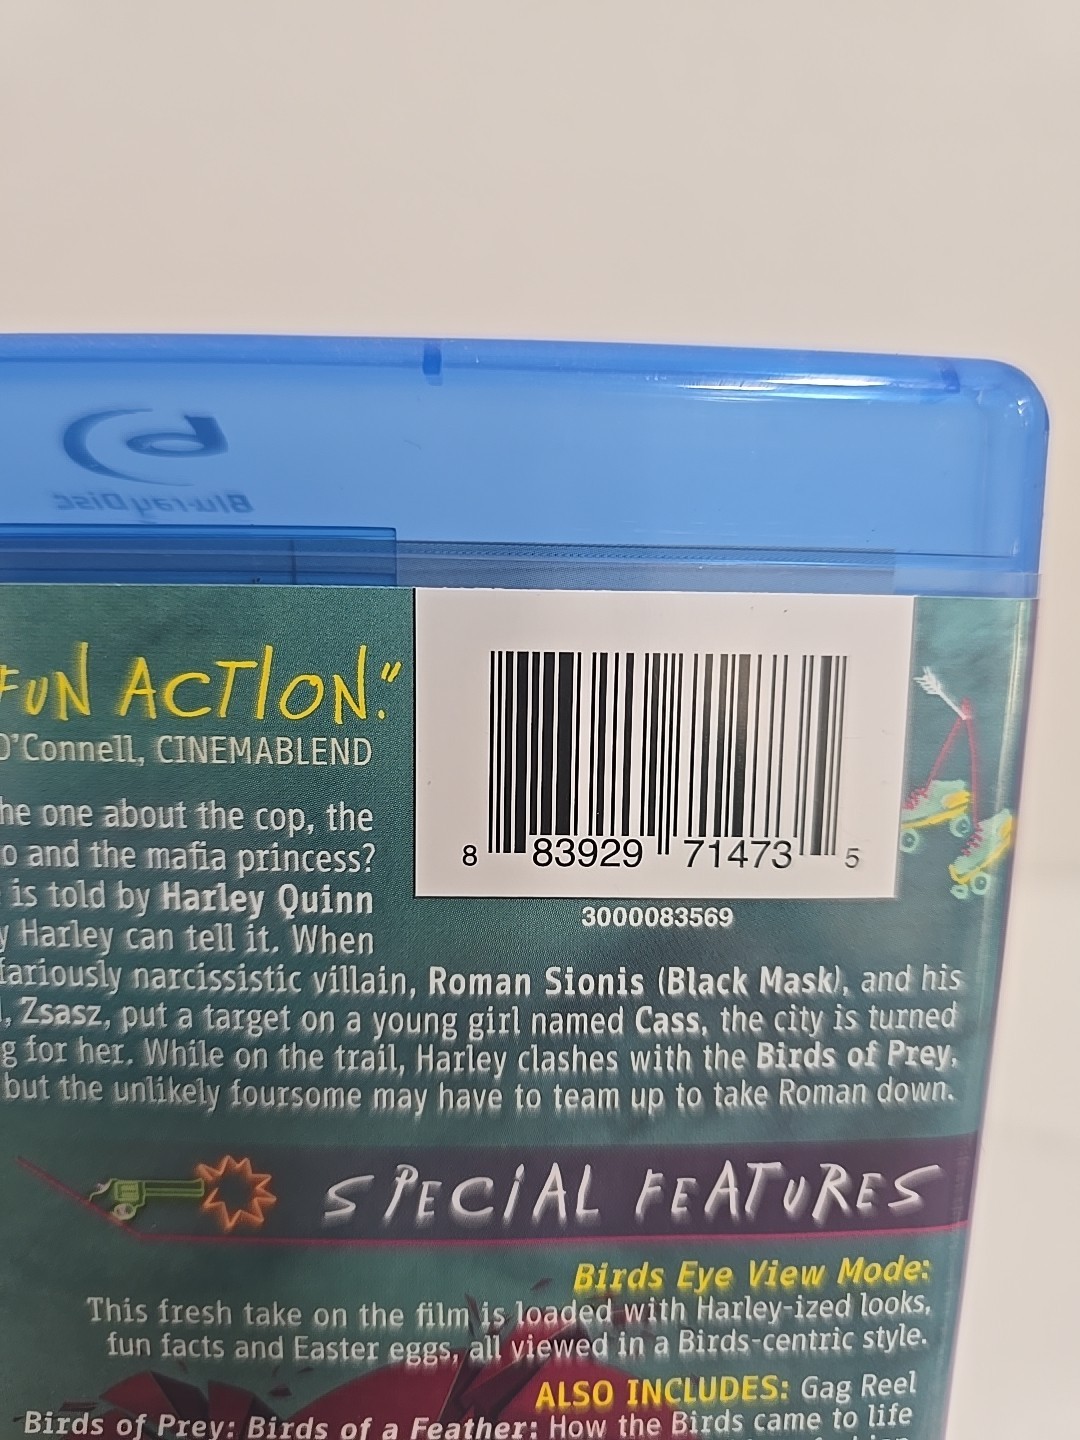 Blu-ray Disc
FUN ACTION."
O'Connell, CINEMABLEND
he one about the cop, the
o and the mafia princess?
is told by Harley Quinn
y Harley can tell it. When
lariously narcissistic villain, Roman Sionis (Black Mask), and his
, Zsasz, put a target on a young girl named Cass, the city is turned
g for her. While on the trail, Harley clashes with the Birds of Prey,
but the unlikely foursome may have to team up to take Roman down.
8 83929 71473 5
3000083569
SPECIAL FEATURES
Birds Eye View Mode:
This fresh take on the film is loaded with Harley-ized looks,
fun facts and Easter eggs, all viewed in a Birds-centric style.
ALSO INCLUDES: Gag Reel
Birds of Prey: Birds of a Feather: How the Birds came to life